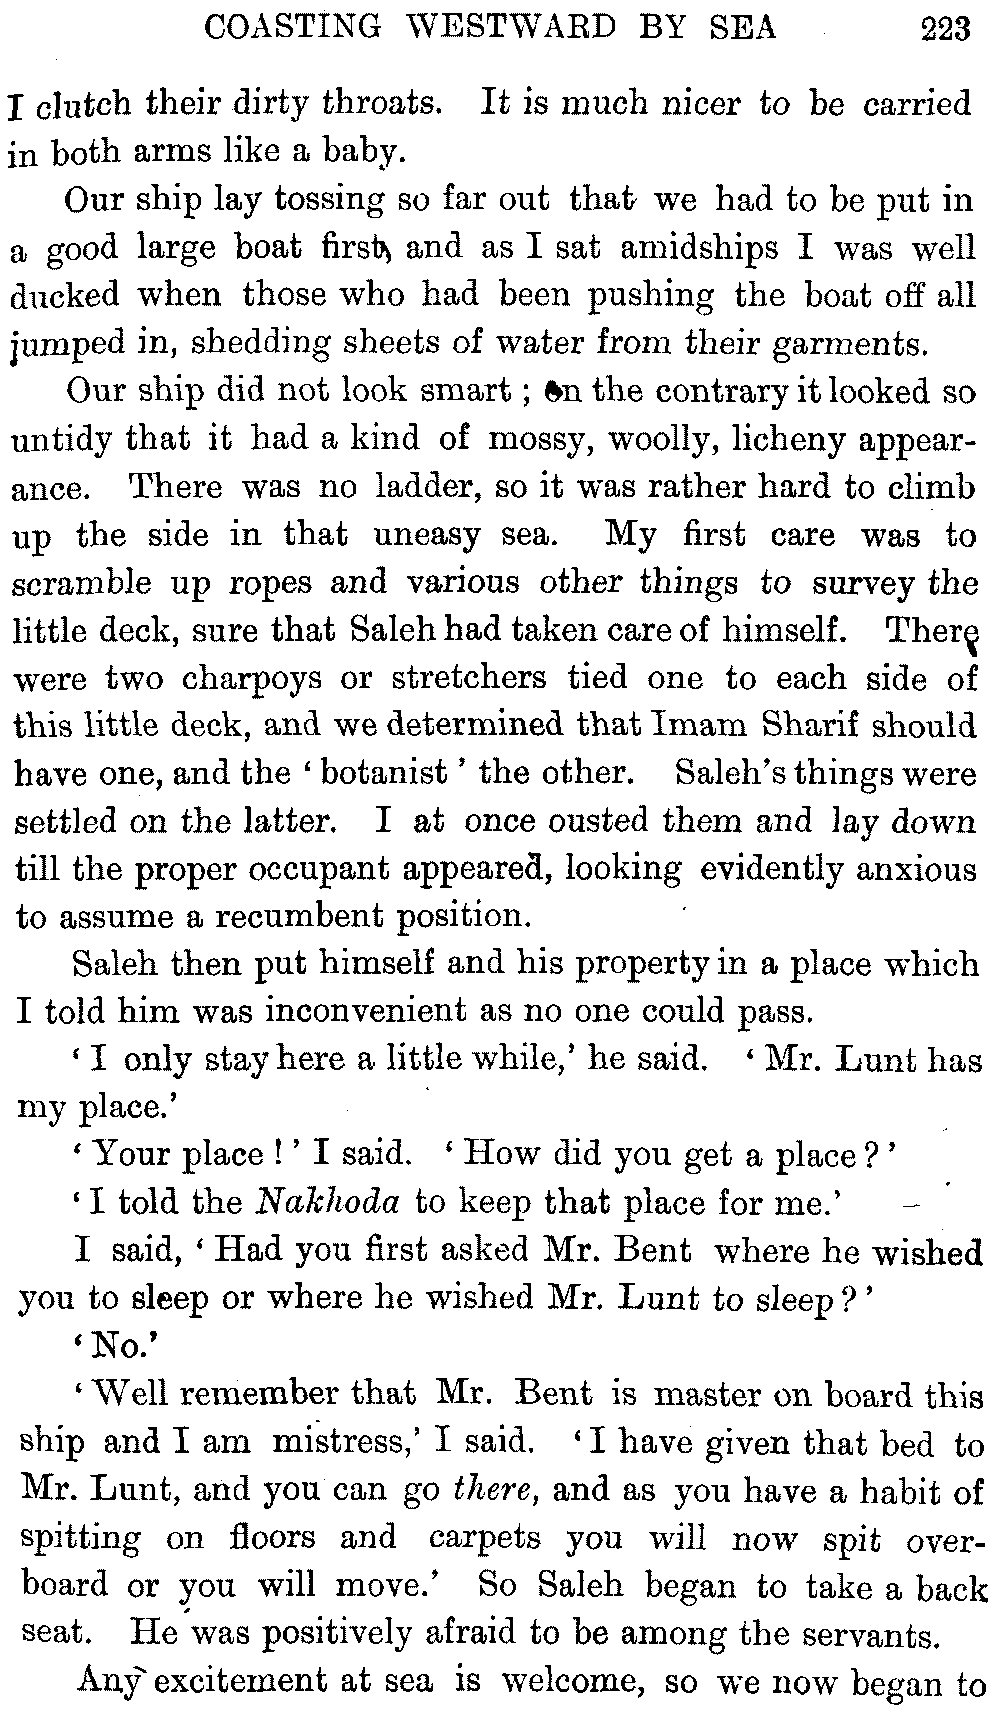 COASTING WESTWARD BY SEA 223
I clutch their dirty throats. It is much nicer to be carried
in both arms like a baby.
Our ship lay tossing so far out that we had to be put in
a good large boat first, and as I sat amidships I was well
ducked when those who had been pushing the boat off all
jumped in, shedding sheets of water from their garments.
Our ship did not look smart ; on the contrary it looked so
untidy that it had a kind of mossy, woolly, licheny appear-
ance. There was no ladder, so it was rather hard to climb
up the side in that uneasy sea. My first care was to
scramble up ropes and various other things to survey the
little deck, sure that Saleh had taken care of himself. There
were two charpoys or stretchers tied one to each side of
this little deck, and we determined that Imam Sharif should
have one, and the ‘ botanist ’ the other. Saleh’s things were
settled on the latter. I at once ousted them and lay down
till the proper occupant appeared, looking evidently anxious
to assume a recumbent position.
Saleh then put himself and his property in a place which
I told him was inconvenient as no one could pass.
‘ I only stay here a little while,’ he said. ‘ Mr. Lunt has
my place.’
‘ Your place ! ’ I said. ‘ How did you get a place ? ’
‘ I told the Nakhoda to keep that place for me.’
I said, ‘ Had you first asked Mr. Bent where he wished
you to sleep or where he wished Mr. Lunt to sleep ? ’
‘ No.’
‘ Well remember that Mr. Bent is master on board this
ship and I am mistress,’ I said. ‘ I have given that bed to
Mr. Lunt, and you can go there, and as you have a habit of
spitting on floors and carpets you will now spit over-
board or you will move.’ So Saleh began to take a back
seat. He was positively afraid to be among the servants.
Any excitement at sea is welcome, so we now began to